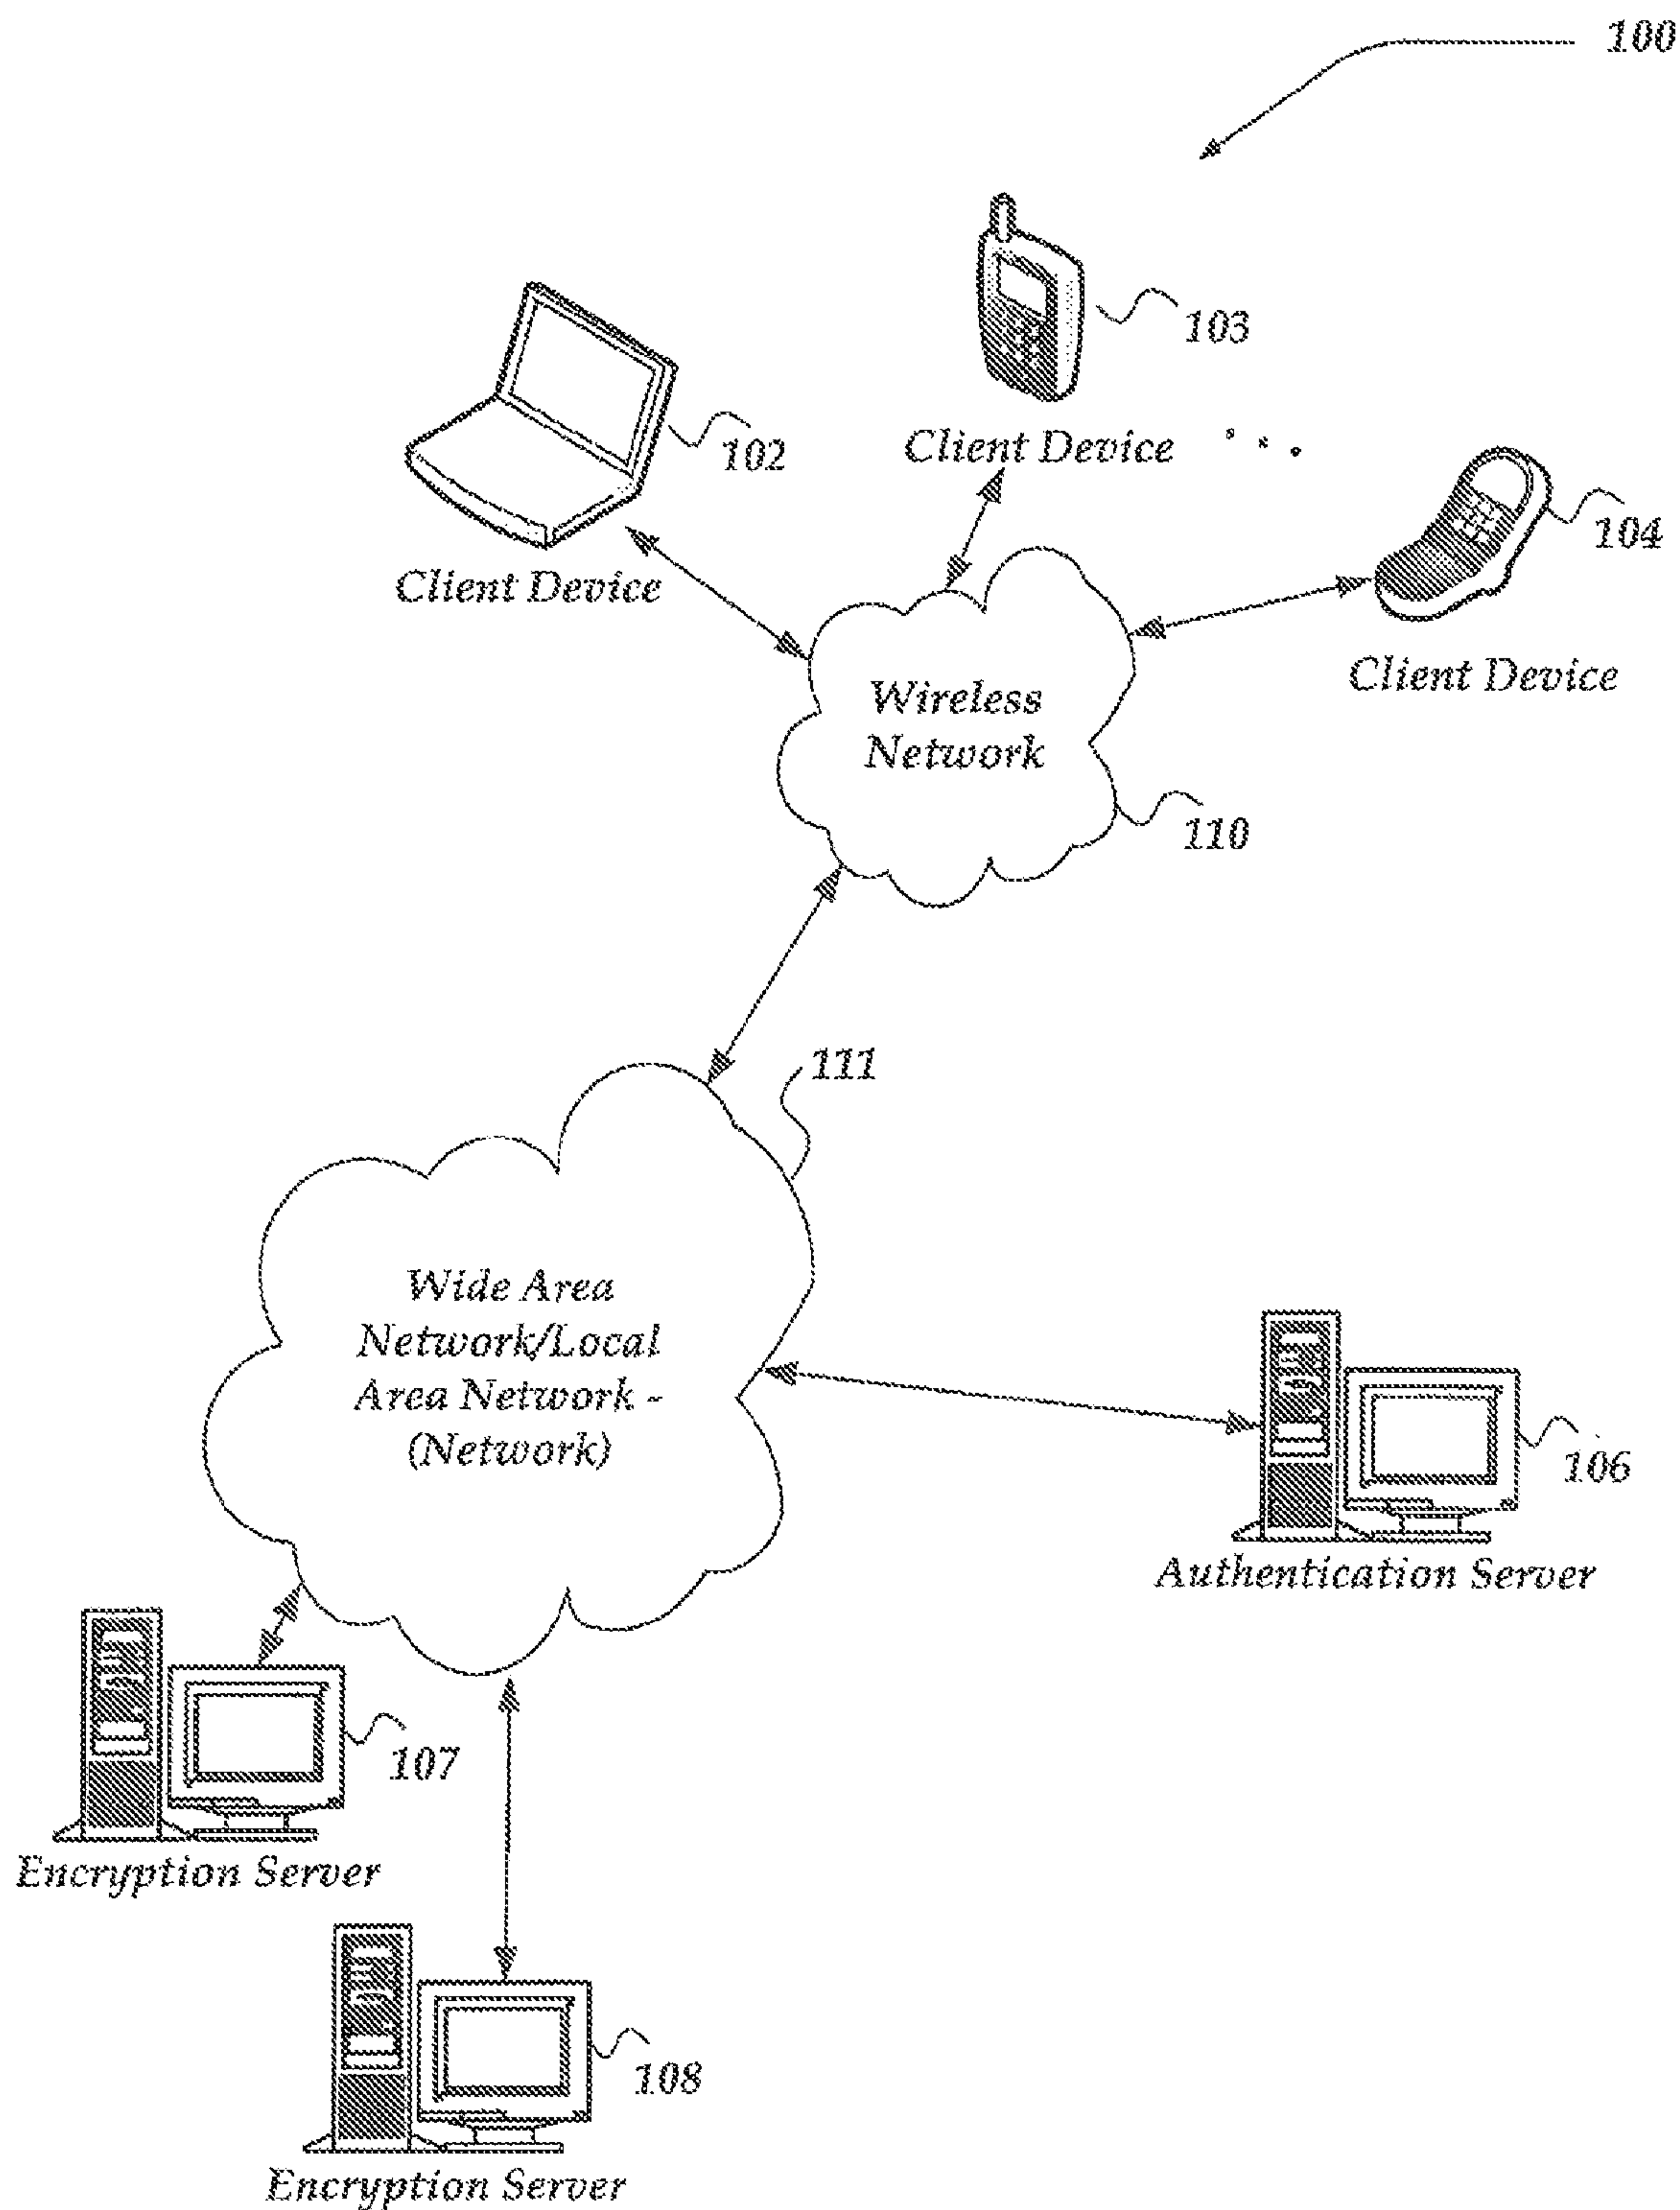 100
103
102
Client Device
104
Client Device
Client Device
Wireless
Network
110
111
Wide Area
Network/Local
Area Network -
(Network)
106
Authentication Server
107
Encryption Server
108
Encryption Server